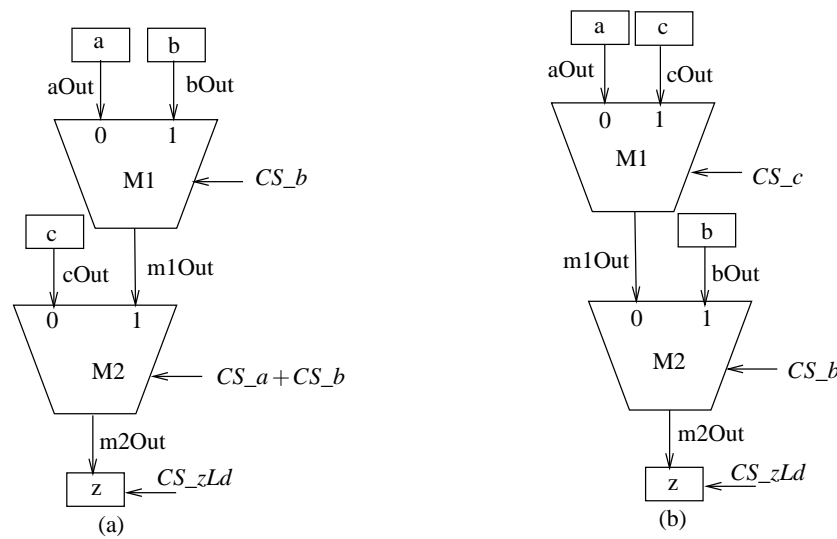 a b
aOut bOut
0 1
M1
CS_b
c
cOut m1Out
0 1
M2
CS_a + CS_b
m2Out
z
CS_zLd
(a)
a c
aOut cOut
0 1
M1
CS_c
b
m1Out bOut
0 1
M2
CS_b
m2Out
z
CS_zLd
(b)